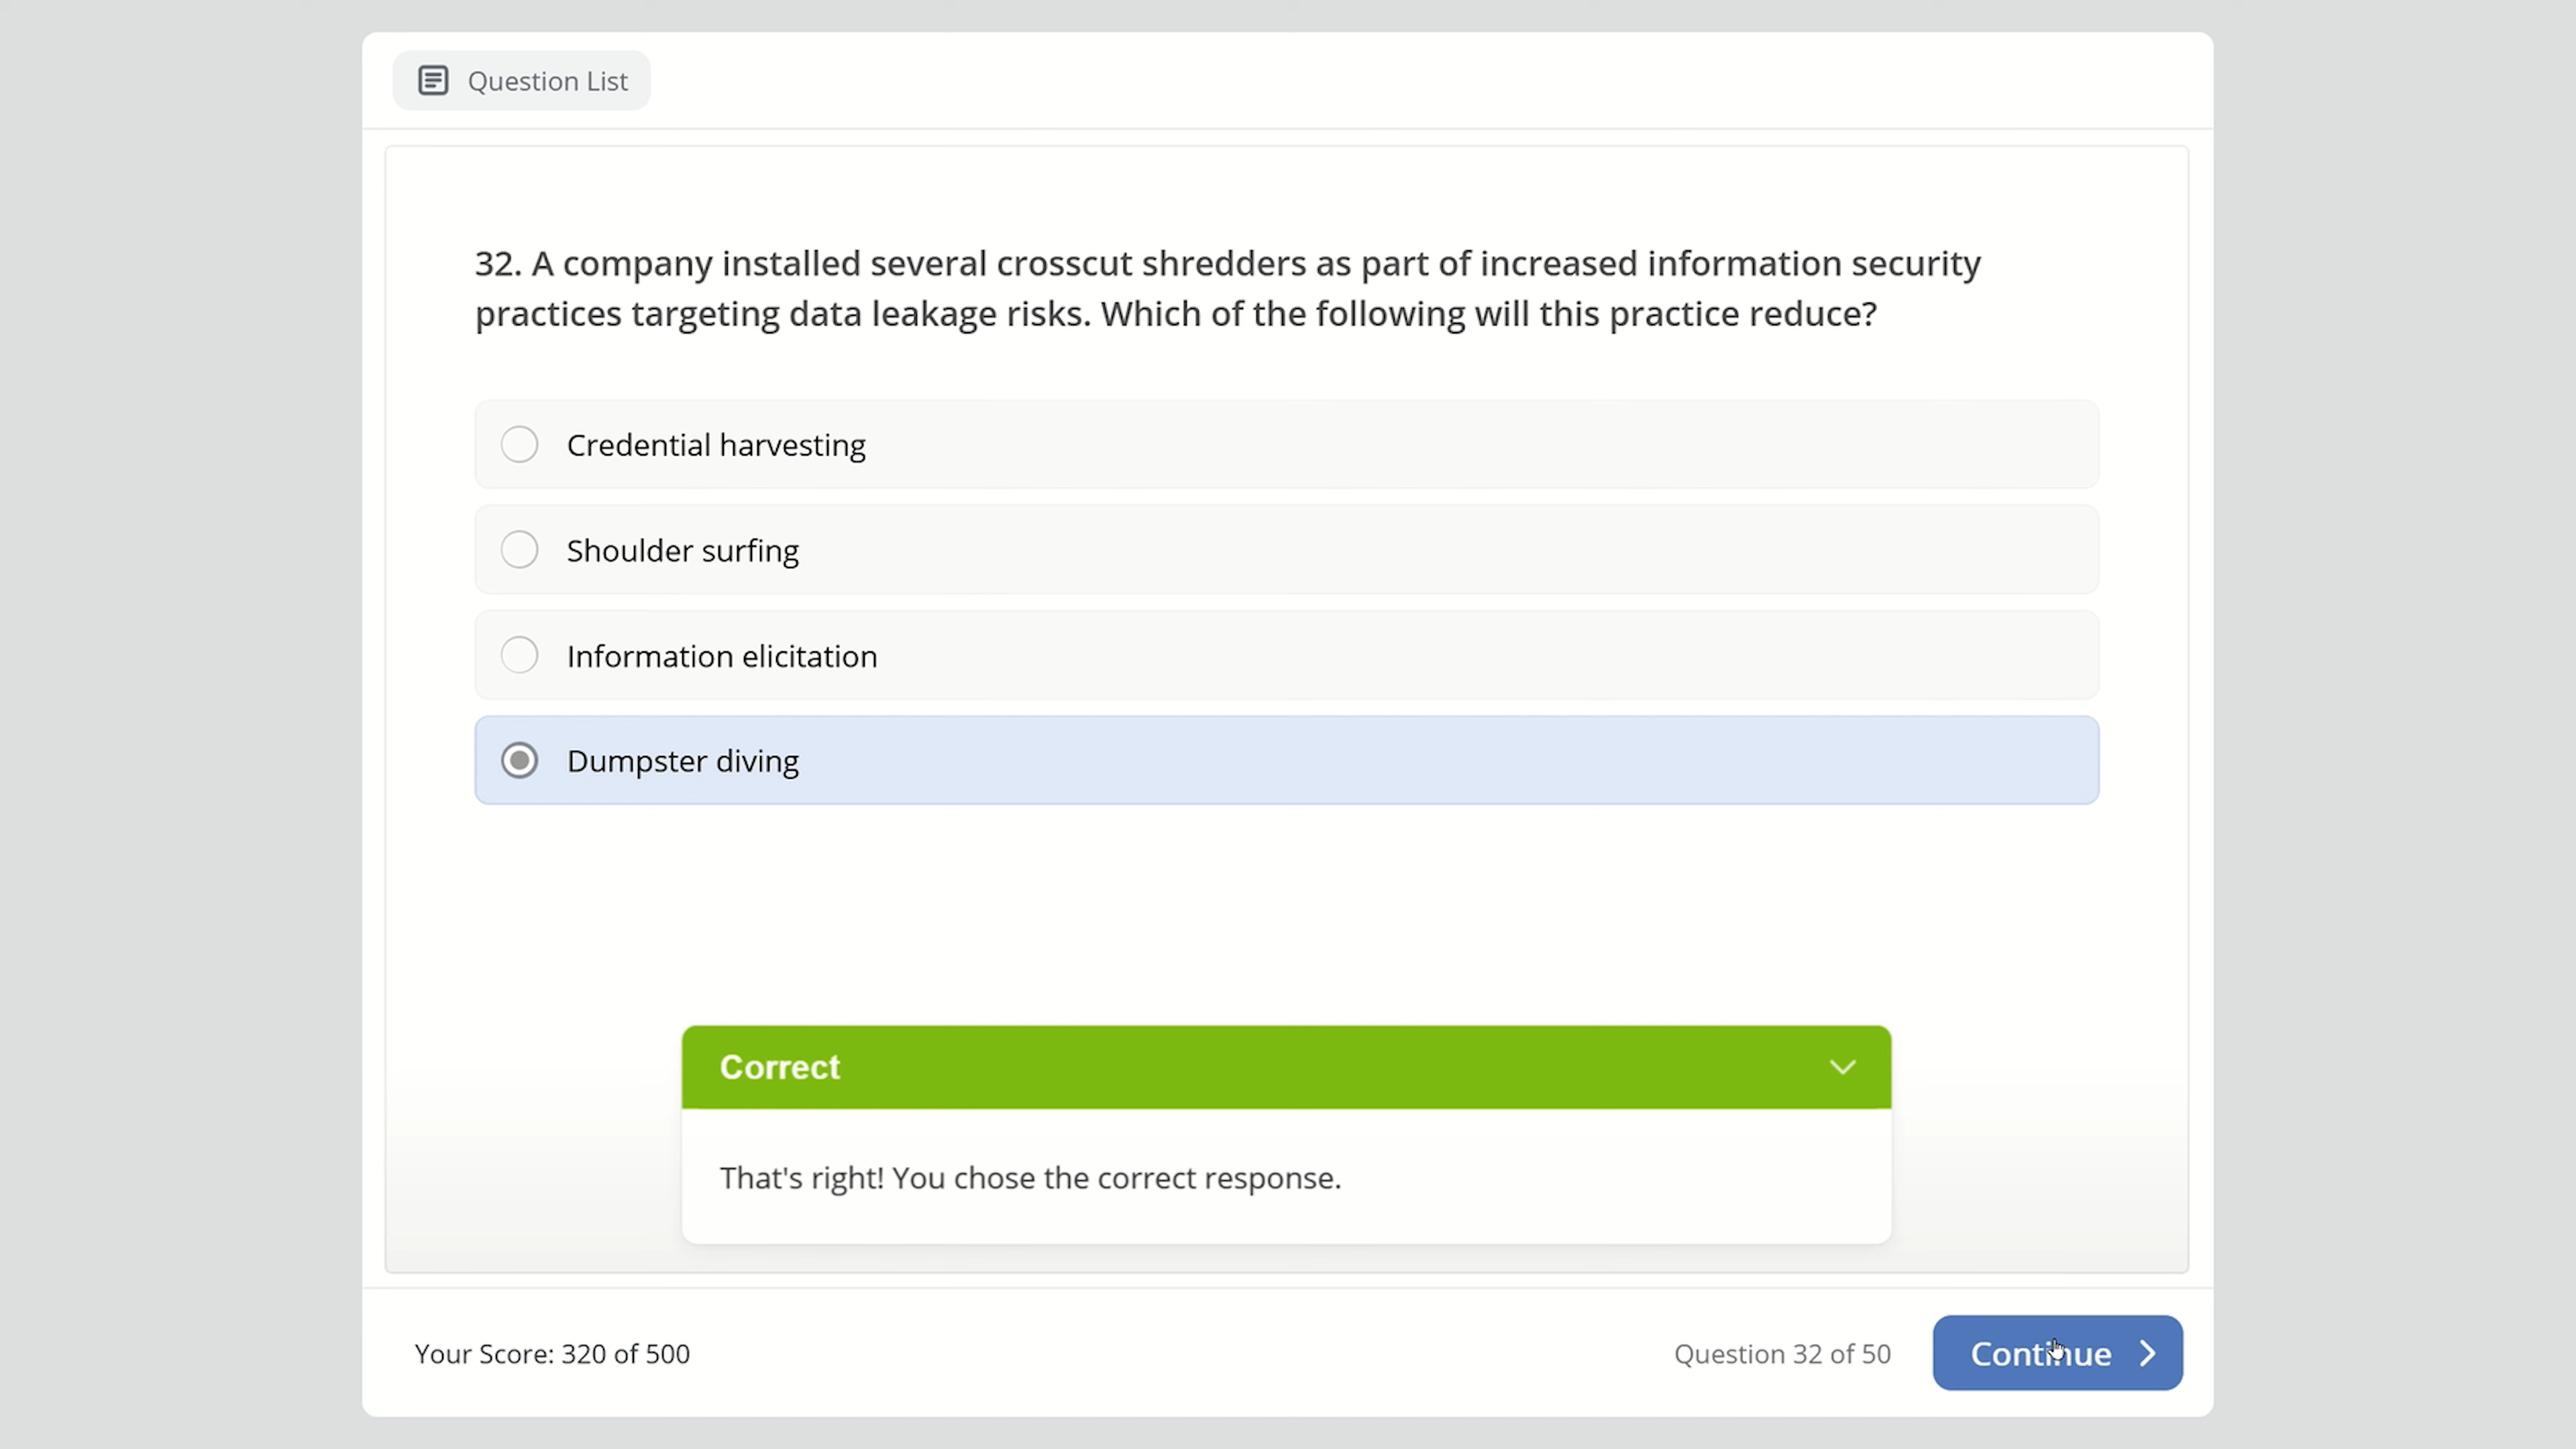 Question List
32. A company installed several crosscut shredders as part of increased information security
practices targeting data leakage risks. Which of the following will this practice reduce?
Credential harvesting
Shoulder surfing
Information elicitation
Dumpster diving
Correct
That's right! You chose the correct response.
Your Score: 320 of 500
Question 32 of 50
Continue